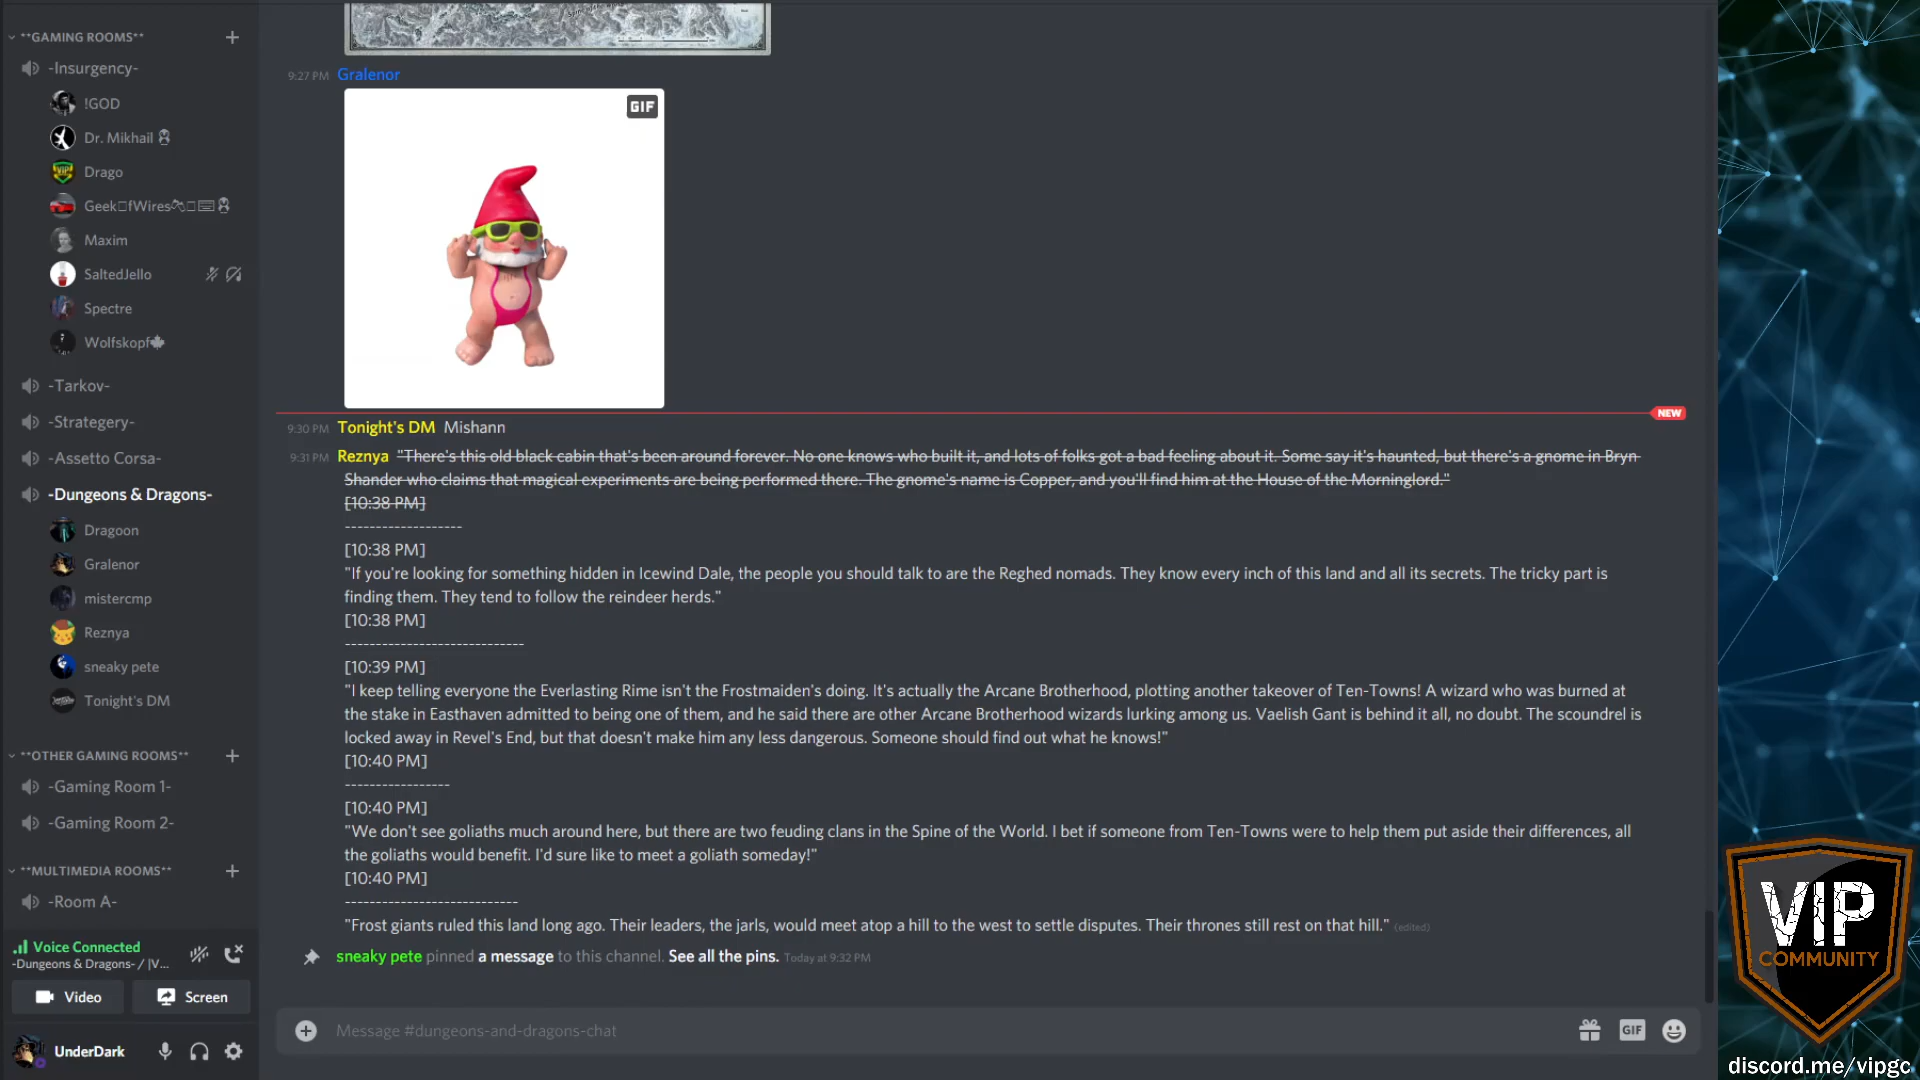 **GAMING ROOMS**
-Insurgency-
!GOD
Dr. Mikhail
Drago
Geek▯fWires
Maxim
SaltedJello
Spectre
Wolfskopf
-Tarkov-
-Strategery-
-Assetto Corsa-
-Dungeons & Dragons-
Dragoon
Gralenor
mistercmp
Reznya
sneaky pete
Tonight's DM
**OTHER GAMING ROOMS**
-Gaming Room 1-
-Gaming Room 2-
**MULTIMEDIA ROOMS**
-Room A-
Voice Connected
-Dungeons & Dragons- / |V...
Video Screen
UnderDark
9:27 PM Gralenor
GIF
NEW
9:30 PM Tonight's DM Mishann
9:31 PM Reznya "There's this old black cabin that's been around forever. No one knows who built it, and lots of folks got a bad feeling about it. Some say it's haunted, but there's a gnome in Bryn
Shander who claims that magical experiments are being performed there. The gnome's name is Copper, and you'll find him at the House of the Morninglord."
[10:38 PM]
-------------------
[10:38 PM]
"If you're looking for something hidden in Icewind Dale, the people you should talk to are the Reghed nomads. They know every inch of this land and all its secrets. The tricky part is
finding them. They tend to follow the reindeer herds."
[10:38 PM]
-----------------------------
[10:39 PM]
"I keep telling everyone the Everlasting Rime isn't the Frostmaiden's doing. It's actually the Arcane Brotherhood, plotting another takeover of Ten-Towns! A wizard who was burned at
the stake in Easthaven admitted to being one of them, and he said there are other Arcane Brotherhood wizards lurking among us. Vaelish Gant is behind it all, no doubt. The scoundrel is
locked away in Revel's End, but that doesn't make him any less dangerous. Someone should find out what he knows!"
[10:40 PM]
-----------------
[10:40 PM]
"We don't see goliaths much around here, but there are two feuding clans in the Spine of the World. I bet if someone from Ten-Towns were to help them put aside their differences, all
the goliaths would benefit. I'd sure like to meet a goliath someday!"
[10:40 PM]
----------------------------
"Frost giants ruled this land long ago. Their leaders, the jarls, would meet atop a hill to the west to settle disputes. Their thrones still rest on that hill." (edited)
sneaky pete pinned a message to this channel. See all the pins. Today at 9:32 PM
Message #dungeons-and-dragons-chat
GIF
VIP
COMMUNITY
discord.me/vipgc